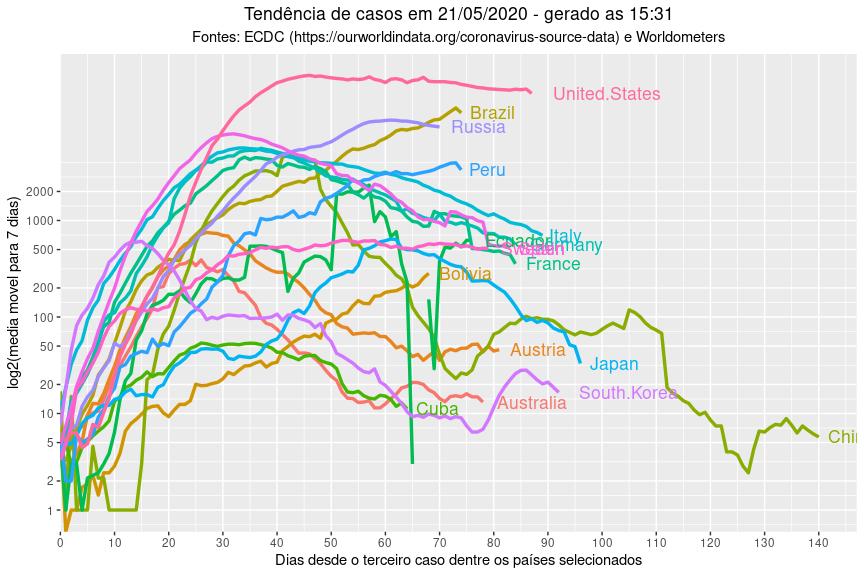 Tendência de casos em 21/05/2020 - gerado as 15:31
Fontes: ECDC (https://ourworldindata.org/coronavirus-source-data) e Worldometers
log2(media movel para 7 dias)
2000
1000
500
200
100
50
20
10
5
2
1
United.States
Brazil
Russia
Peru
Italy
Ecuador
Germany
Sweden
Spain
France
Bolivia
Austria
Japan
South.Korea
Australia
Cuba
Chi
0 10 20 30 40 50 60 70 80 90 100 110 120 130 140
Dias desde o terceiro caso dentre os países selecionados